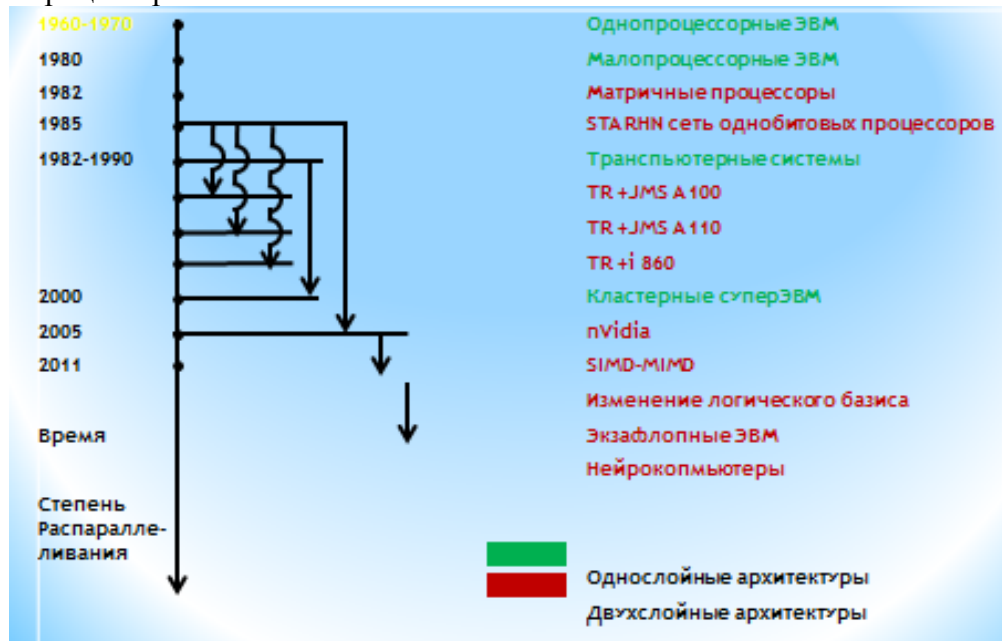 1960-1970 Однопроцессорные ЭВМ
1980 Малопроцессорные ЭВМ
1982 Матричные процессоры
1985 STARHN сеть однобитовых процессоров
1982-1990 Транспьютерные системы
TR +JMS A 100
TR +JMS A 110
TR +i 860
2000 Кластерные суперЭВМ
2005 nVidia
2011 SIMD-MIMD
Изменение логического базиса
Время Экзафлопные ЭВМ
Нейрокопмьютеры
Степень
Распаралле-
ливания
Однослойные архитектуры
Двухслойные архитектуры